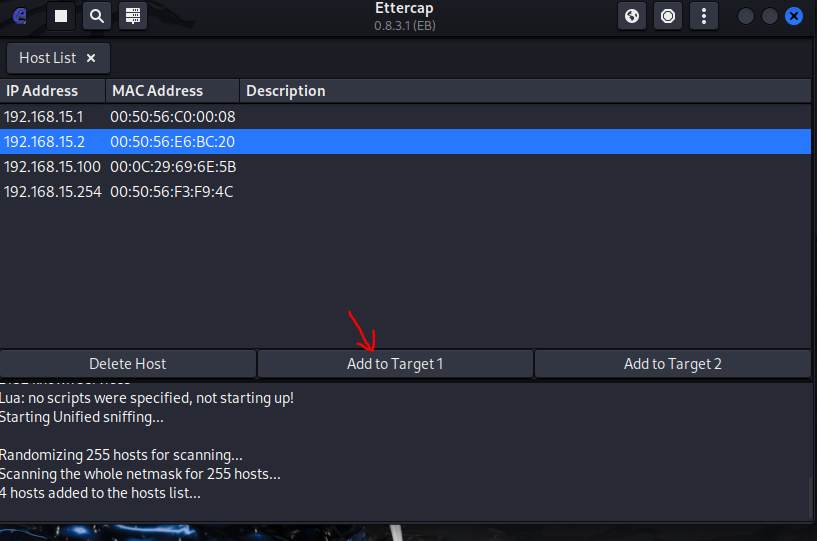 Ettercap
0.8.3.1 (EB)
Host List ×
IP Address MAC Address Description
192.168.15.1 00:50:56:C0:00:08
192.168.15.2 00:50:56:E6:BC:20
192.168.15.100 00:0C:29:69:6E:5B
192.168.15.254 00:50:56:F3:F9:4C
Delete Host Add to Target 1 Add to Target 2
Lua: no scripts were specified, not starting up!
Starting Unified sniffing...
Randomizing 255 hosts for scanning...
Scanning the whole netmask for 255 hosts...
4 hosts added to the hosts list...